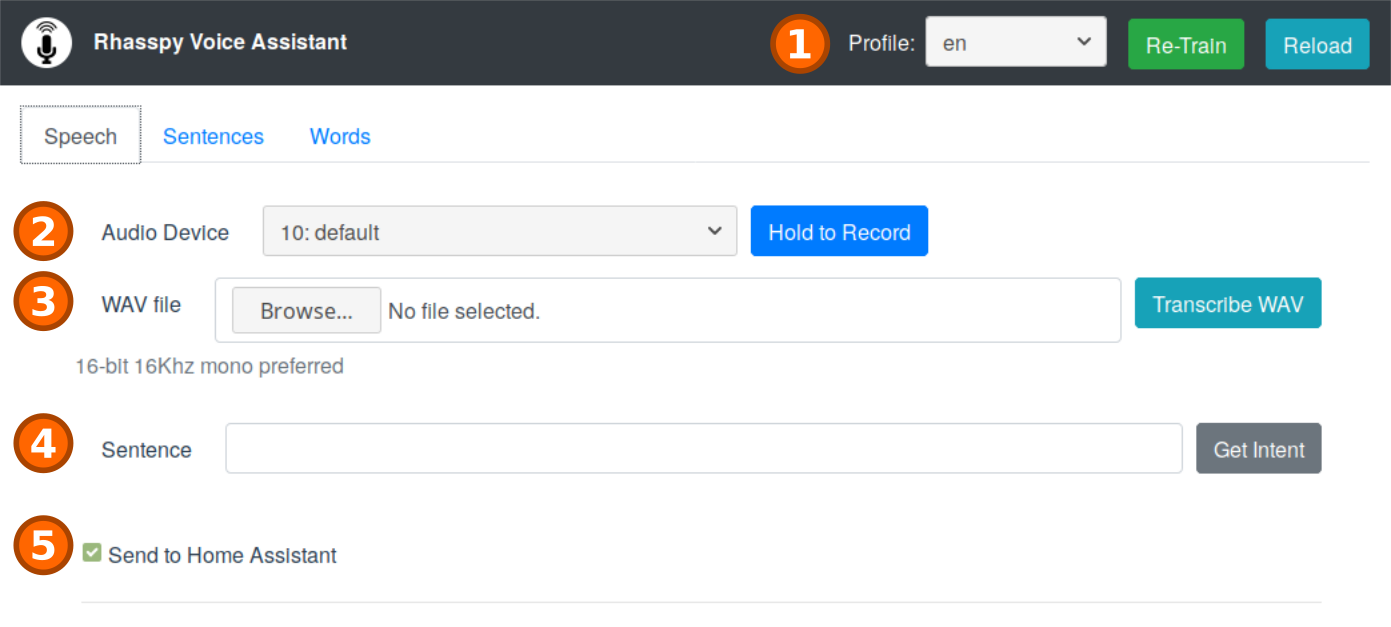 Rhasspy Voice Assistant 1 Profile: en Re-Train Reload
Speech Sentences Words
2 Audio Device 10: default Hold to Record
3 WAV file Browse... No file selected. Transcribe WAV
16-bit 16Khz mono preferred
4 Sentence Get Intent
5 Send to Home Assistant